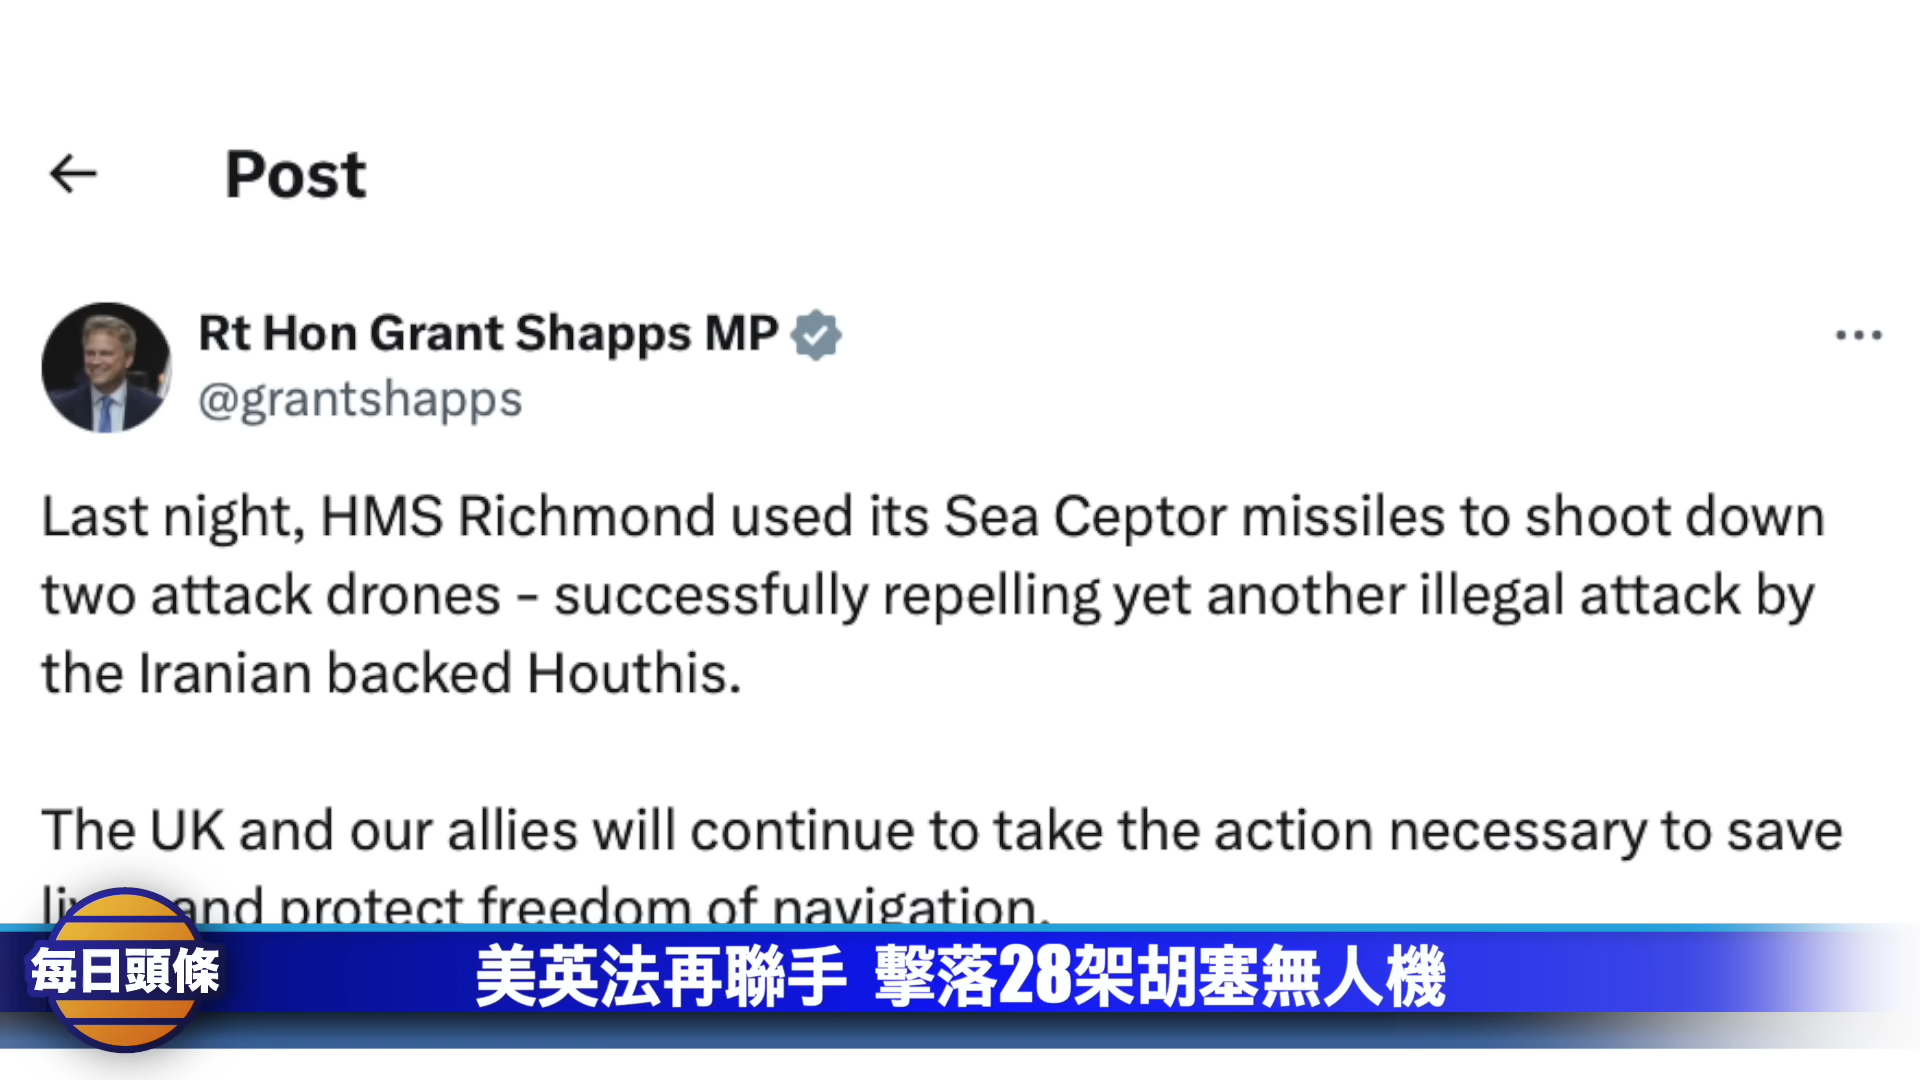 Post
Rt Hon Grant Shapps MP
@grantshapps
Last night, HMS Richmond used its Sea Ceptor missiles to shoot down
two attack drones – successfully repelling yet another illegal attack by
the Iranian backed Houthis.
The UK and our allies will continue to take the action necessary to save
and protect freedom of navigation.
每日頭條
美英法再聯手 擊落28架胡塞無人機